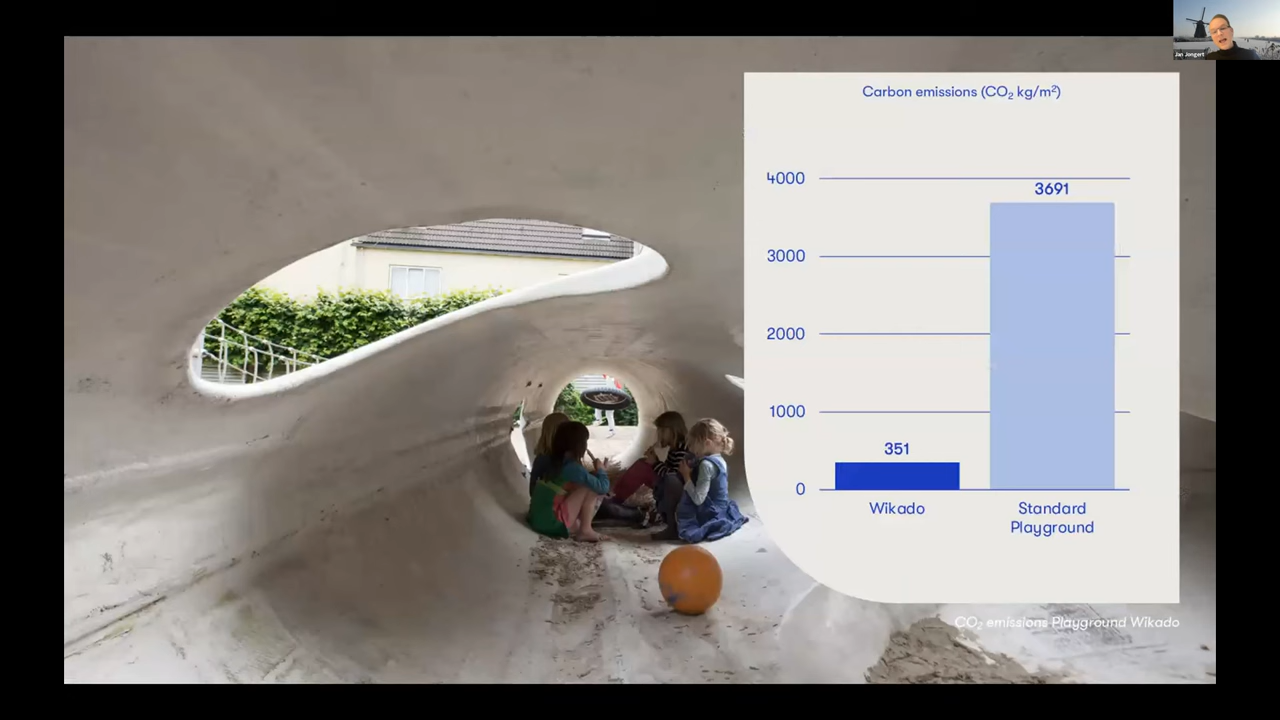 Jan Jongert
Carbon emissions (CO₂ kg/m²)
4000
3691
3000
2000
1000
351
0
Wikado
Standard
Playground
CO₂ emissions Playground Wikado